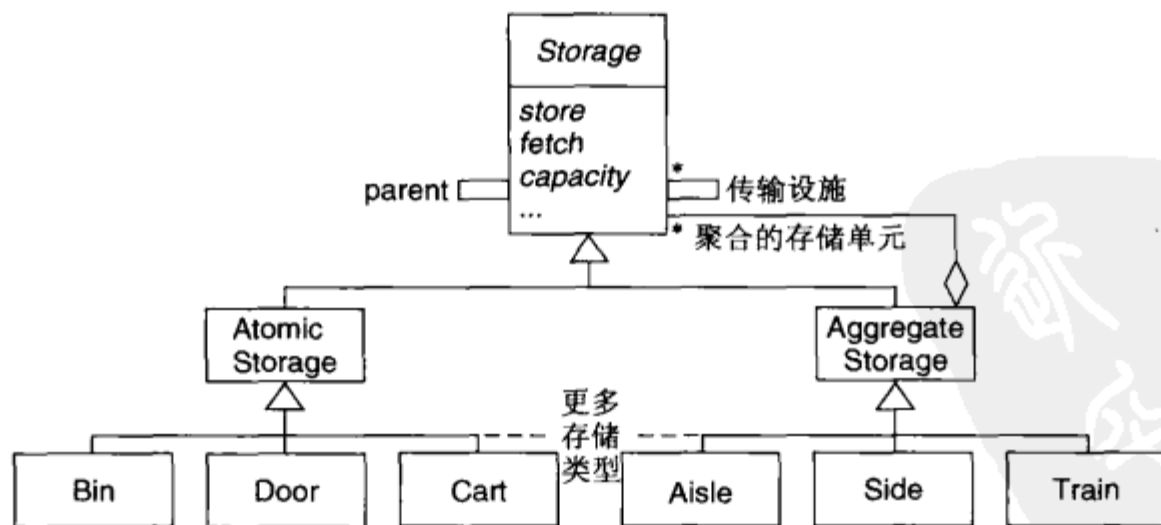 Storage
store
fetch
capacity
...
parent
*
传输设施
* 聚合的存储单元
Atomic
Storage
Aggregate
Storage
更多
存储
类型
Bin
Door
Cart
Aisle
Side
Train